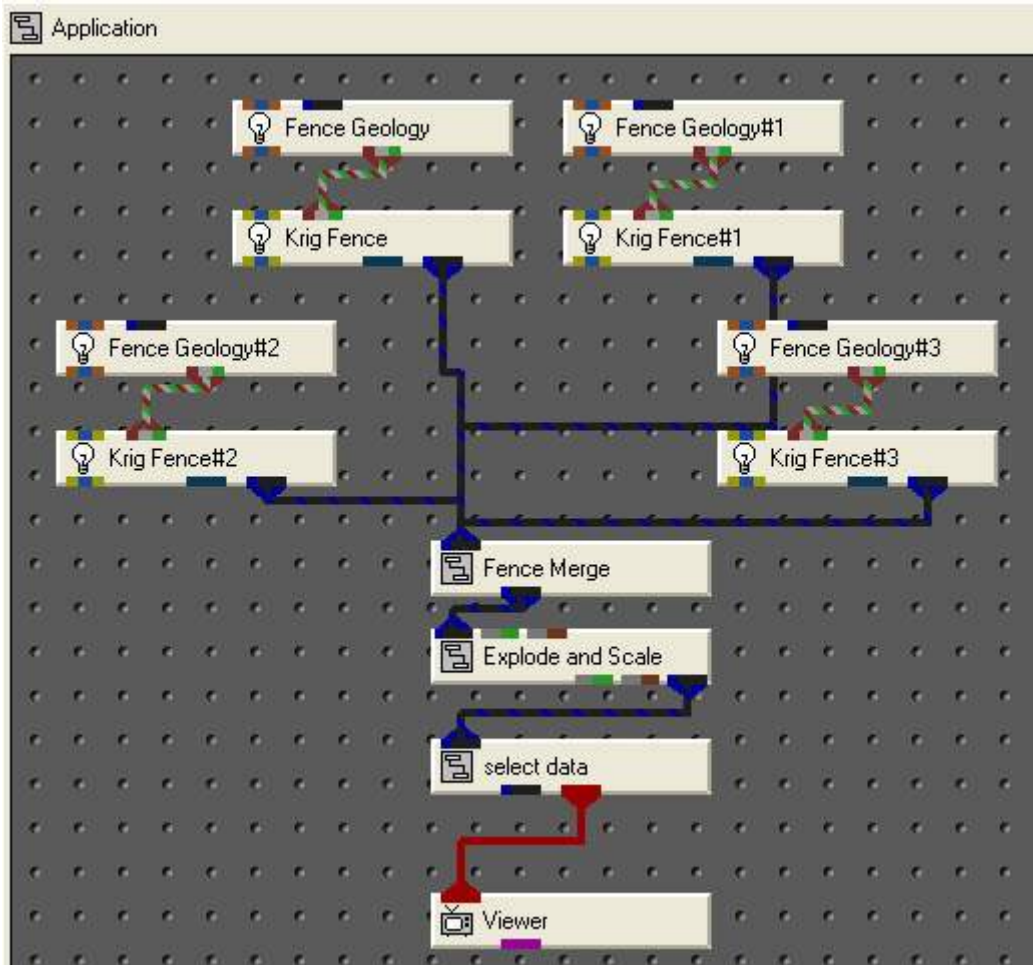 Application
Fence Geology
Fence Geology#1
Krig Fence
Krig Fence#1
Fence Geology#2
Fence Geology#3
Krig Fence#2
Krig Fence#3
Fence Merge
Explode and Scale
select data
Viewer